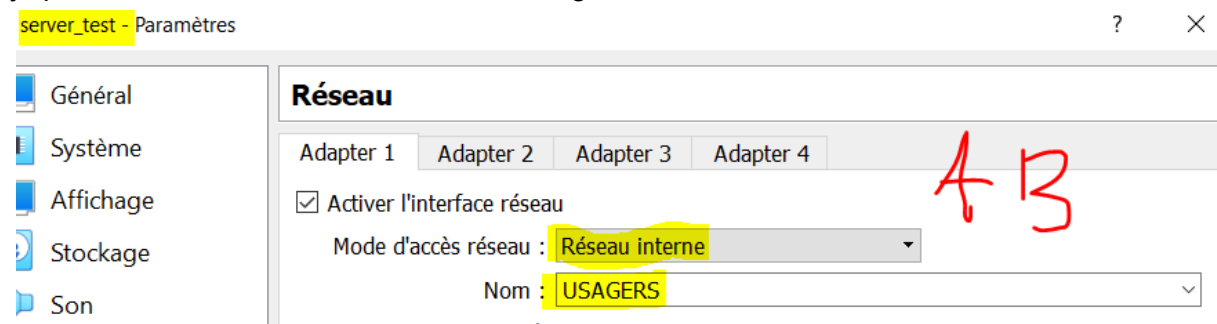 server_test - Paramètres ? ×
Général
Réseau
Système
Adapter 1 Adapter 2 Adapter 3 Adapter 4
A B
Affichage
Activer l'interface réseau
Mode d'accès réseau : Réseau interne
Stockage
Nom : USAGERS
Son